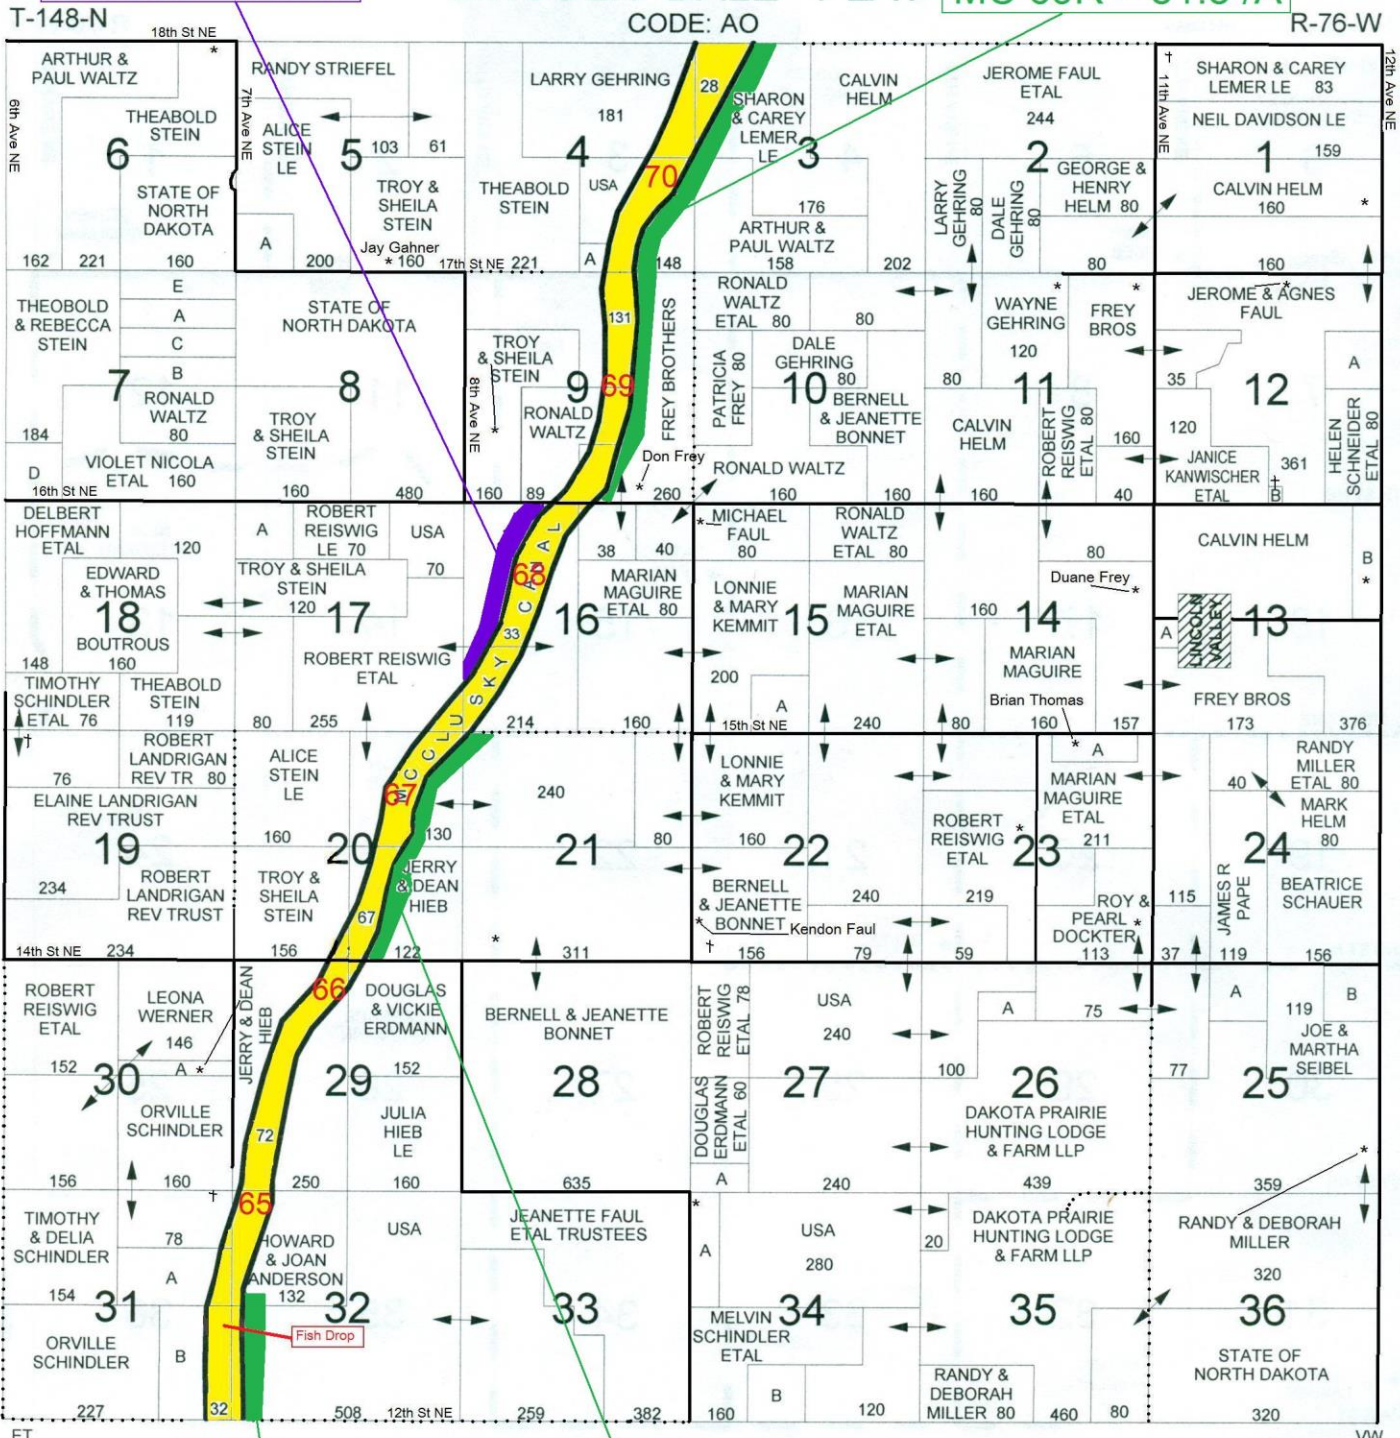 T-148-N
CODE: AO
R-76-W
18th St NE
6th Ave NE
7th Ave NE
11th Ave NE
12th Ave NE
ARTHUR &
PAUL WALTZ
THEABOLD
STEIN
6
STATE OF
NORTH
DAKOTA
162
221
160
RANDY STRIEFEL
ALICE
STEIN
LE
5
103
61
TROY &
SHEILA
STEIN
A
Jay Gahner
200
160
17th St NE
LARRY GEHRING
181
4
THEABOLD
STEIN
USA
221
A
28
70
148
SHARON
& CAREY
LEMER
LE
CALVIN
HELM
3
176
ARTHUR &
PAUL WALTZ
158
202
JEROME FAUL
ETAL
244
2
LARRY
GEHRING
80
DALE
GEHRING
80
GEORGE &
HENRY
HELM 80
80
SHARON & CAREY
LEMER LE 83
NEIL DAVIDSON LE
1
159
CALVIN HELM
160
160
THEOBOLD
& REBECCA
STEIN
E
A
C
B
7
RONALD
WALTZ
80
184
D
VIOLET NICOLA
ETAL 160
16th St NE
STATE OF
NORTH DAKOTA
8
TROY
& SHEILA
STEIN
160
480
8th Ave NE
TROY
& SHEILA
STEIN
9
RONALD
WALTZ
131
69
FREY BROTHERS
Don Frey
160
89
260
RONALD
WALTZ
ETAL 80
80
PATRICIA
FREY 80
DALE
GEHRING
10
80
BERNELL
& JEANETTE
BONNET
RONALD WALTZ
160
160
WAYNE
GEHRING
120
FREY
BROS
80
11
CALVIN
HELM
ROBERT
REISWIG
ETAL 80
160
160
40
JEROME & AGNES
FAUL
35
12
A
120
JANICE
KANWISCHER
ETAL
361
B
HELEN
SCHNEIDER
ETAL 80
DELBERT
HOFFMANN
ETAL
120
EDWARD
& THOMAS
18
BOUTROUS
148
160
TIMOTHY
SCHINDLER
ETAL 76
THEABOLD
STEIN
119
A
ROBERT
REISWIG
LE 70
USA
TROY & SHEILA
STEIN
70
120
17
ROBERT REISWIG
ETAL
80
255
MCCLUSKY CANAL
68
33
38
40
16
MARIAN
MAGUIRE
ETAL 80
214
160
MICHAEL
FAUL
80
RONALD
WALTZ
ETAL 80
LONNIE
& MARY
KEMMIT
15
MARIAN
MAGUIRE
ETAL
200
A
15th St NE
240
80
Duane Frey
160
14
MARIAN
MAGUIRE
Brian Thomas
80
160
157
CALVIN HELM
B
LINCOLN
VALLEY
13
A
FREY BROS
173
376
76
ROBERT
LANDRIGAN
REV TR 80
ELAINE LANDRIGAN
REV TRUST
19
234
ROBERT
LANDRIGAN
REV TRUST
14th St NE
234
ALICE
STEIN
LE
67
160
130
20
TROY &
SHEILA
STEIN
JERRY
& DEAN
HIEB
67
156
122
240
80
21
311
LONNIE
& MARY
KEMMIT
160
22
BERNELL
& JEANETTE
BONNET
Kendon Faul
240
156
79
A
MARIAN
MAGUIRE
ETAL
211
ROBERT
REISWIG
ETAL
23
219
ROY &
PEARL
DOCKTER
59
113
40
RANDY
MILLER
ETAL 80
MARK
HELM
80
24
115
JAMES R
PAPE
BEATRICE
SCHAUER
37
119
156
ROBERT
REISWIG
ETAL
LEONA
WERNER
146
152
A
30
ORVILLE
SCHINDLER
156
160
66
JERRY & DEAN
HIEB
DOUGLAS
& VICKIE
ERDMANN
29
152
JULIA
HIEB
LE
72
250
160
BERNELL & JEANETTE
BONNET
28
635
ROBERT
REISWIG
ETAL 78
USA
240
27
DOUGLAS
ERDMANN
ETAL 60
A
240
A
75
100
26
DAKOTA PRAIRIE
HUNTING LODGE
& FARM LLP
439
A
B
119
JOE &
MARTHA
SEIBEL
77
25
359
TIMOTHY
& DELIA
SCHINDLER
78
A
154
31
ORVILLE
SCHINDLER
B
227
32
65
HOWARD
& JOAN
ANDERSON
132
USA
32
Fish Drop
508
12th St NE
JEANETTE FAUL
ETAL TRUSTEES
33
259
382
A
USA
280
34
MELVIN
SCHINDLER
ETAL
B
160
120
20
DAKOTA PRAIRIE
HUNTING LODGE
& FARM LLP
35
RANDY &
DEBORAH
MILLER 80
460
80
RANDY & DEBORAH
MILLER
320
36
STATE OF
NORTH DAKOTA
320